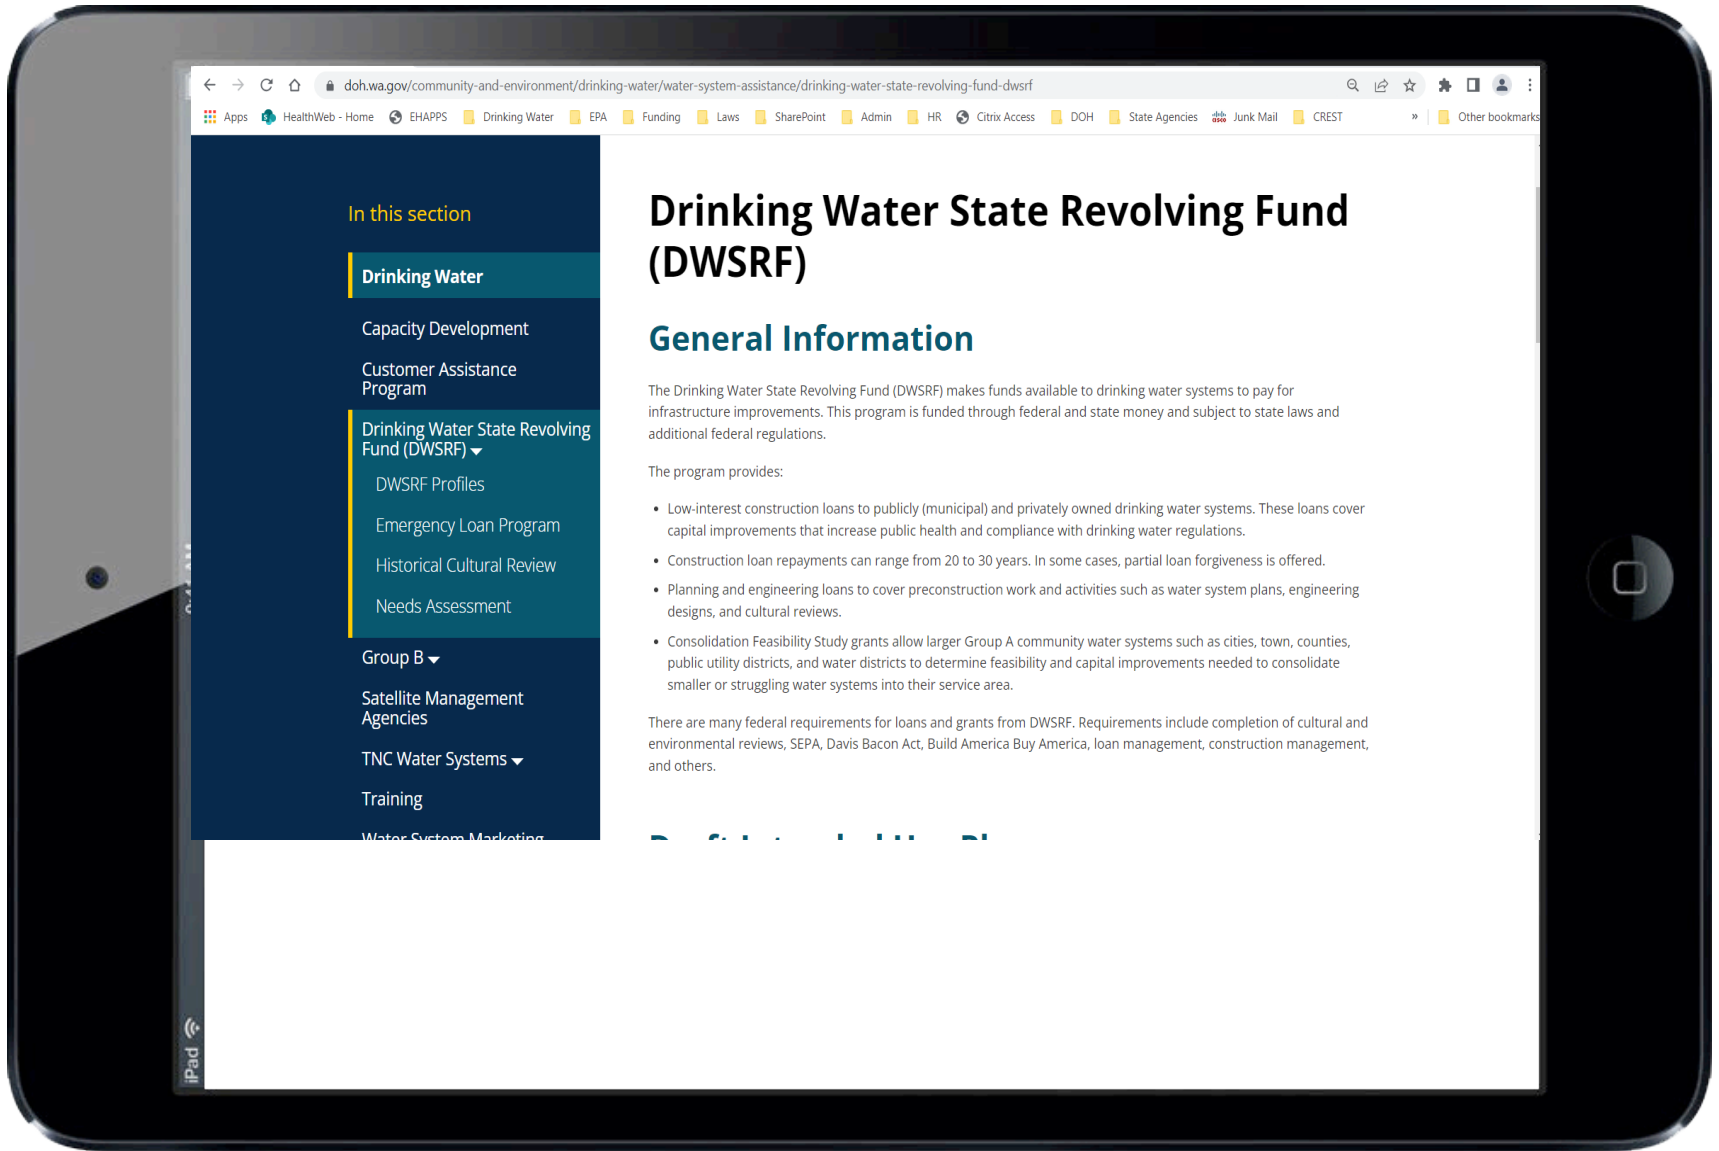 doh.wa.gov/community-and-environment/drinking-water/water-system-assistance/drinking-water-state-revolving-fund-dwsrf
Apps HealthWeb - Home EHAPPS Drinking Water EPA Funding Laws SharePoint Admin HR Citrix Access DOH State Agencies Junk Mail CREST » Other bookmarks
In this section
Drinking Water
Capacity Development
Customer Assistance
Program
Drinking Water State Revolving
Fund (DWSRF)
DWSRF Profiles
Emergency Loan Program
Historical Cultural Review
Needs Assessment
Group B
Satellite Management
Agencies
TNC Water Systems
Training
Water System Marketing
Drinking Water State Revolving Fund
(DWSRF)
General Information
The Drinking Water State Revolving Fund (DWSRF) makes funds available to drinking water systems to pay for
infrastructure improvements. This program is funded through federal and state money and subject to state laws and
additional federal regulations.
The program provides:
• Low-interest construction loans to publicly (municipal) and privately owned drinking water systems. These loans cover
capital improvements that increase public health and compliance with drinking water regulations.
• Construction loan repayments can range from 20 to 30 years. In some cases, partial loan forgiveness is offered.
• Planning and engineering loans to cover preconstruction work and activities such as water system plans, engineering
designs, and cultural reviews.
• Consolidation Feasibility Study grants allow larger Group A community water systems such as cities, town, counties,
public utility districts, and water districts to determine feasibility and capital improvements needed to consolidate
smaller or struggling water systems into their service area.
There are many federal requirements for loans and grants from DWSRF. Requirements include completion of cultural and
environmental reviews, SEPA, Davis Bacon Act, Build America Buy America, loan management, construction management,
and others.
iPad